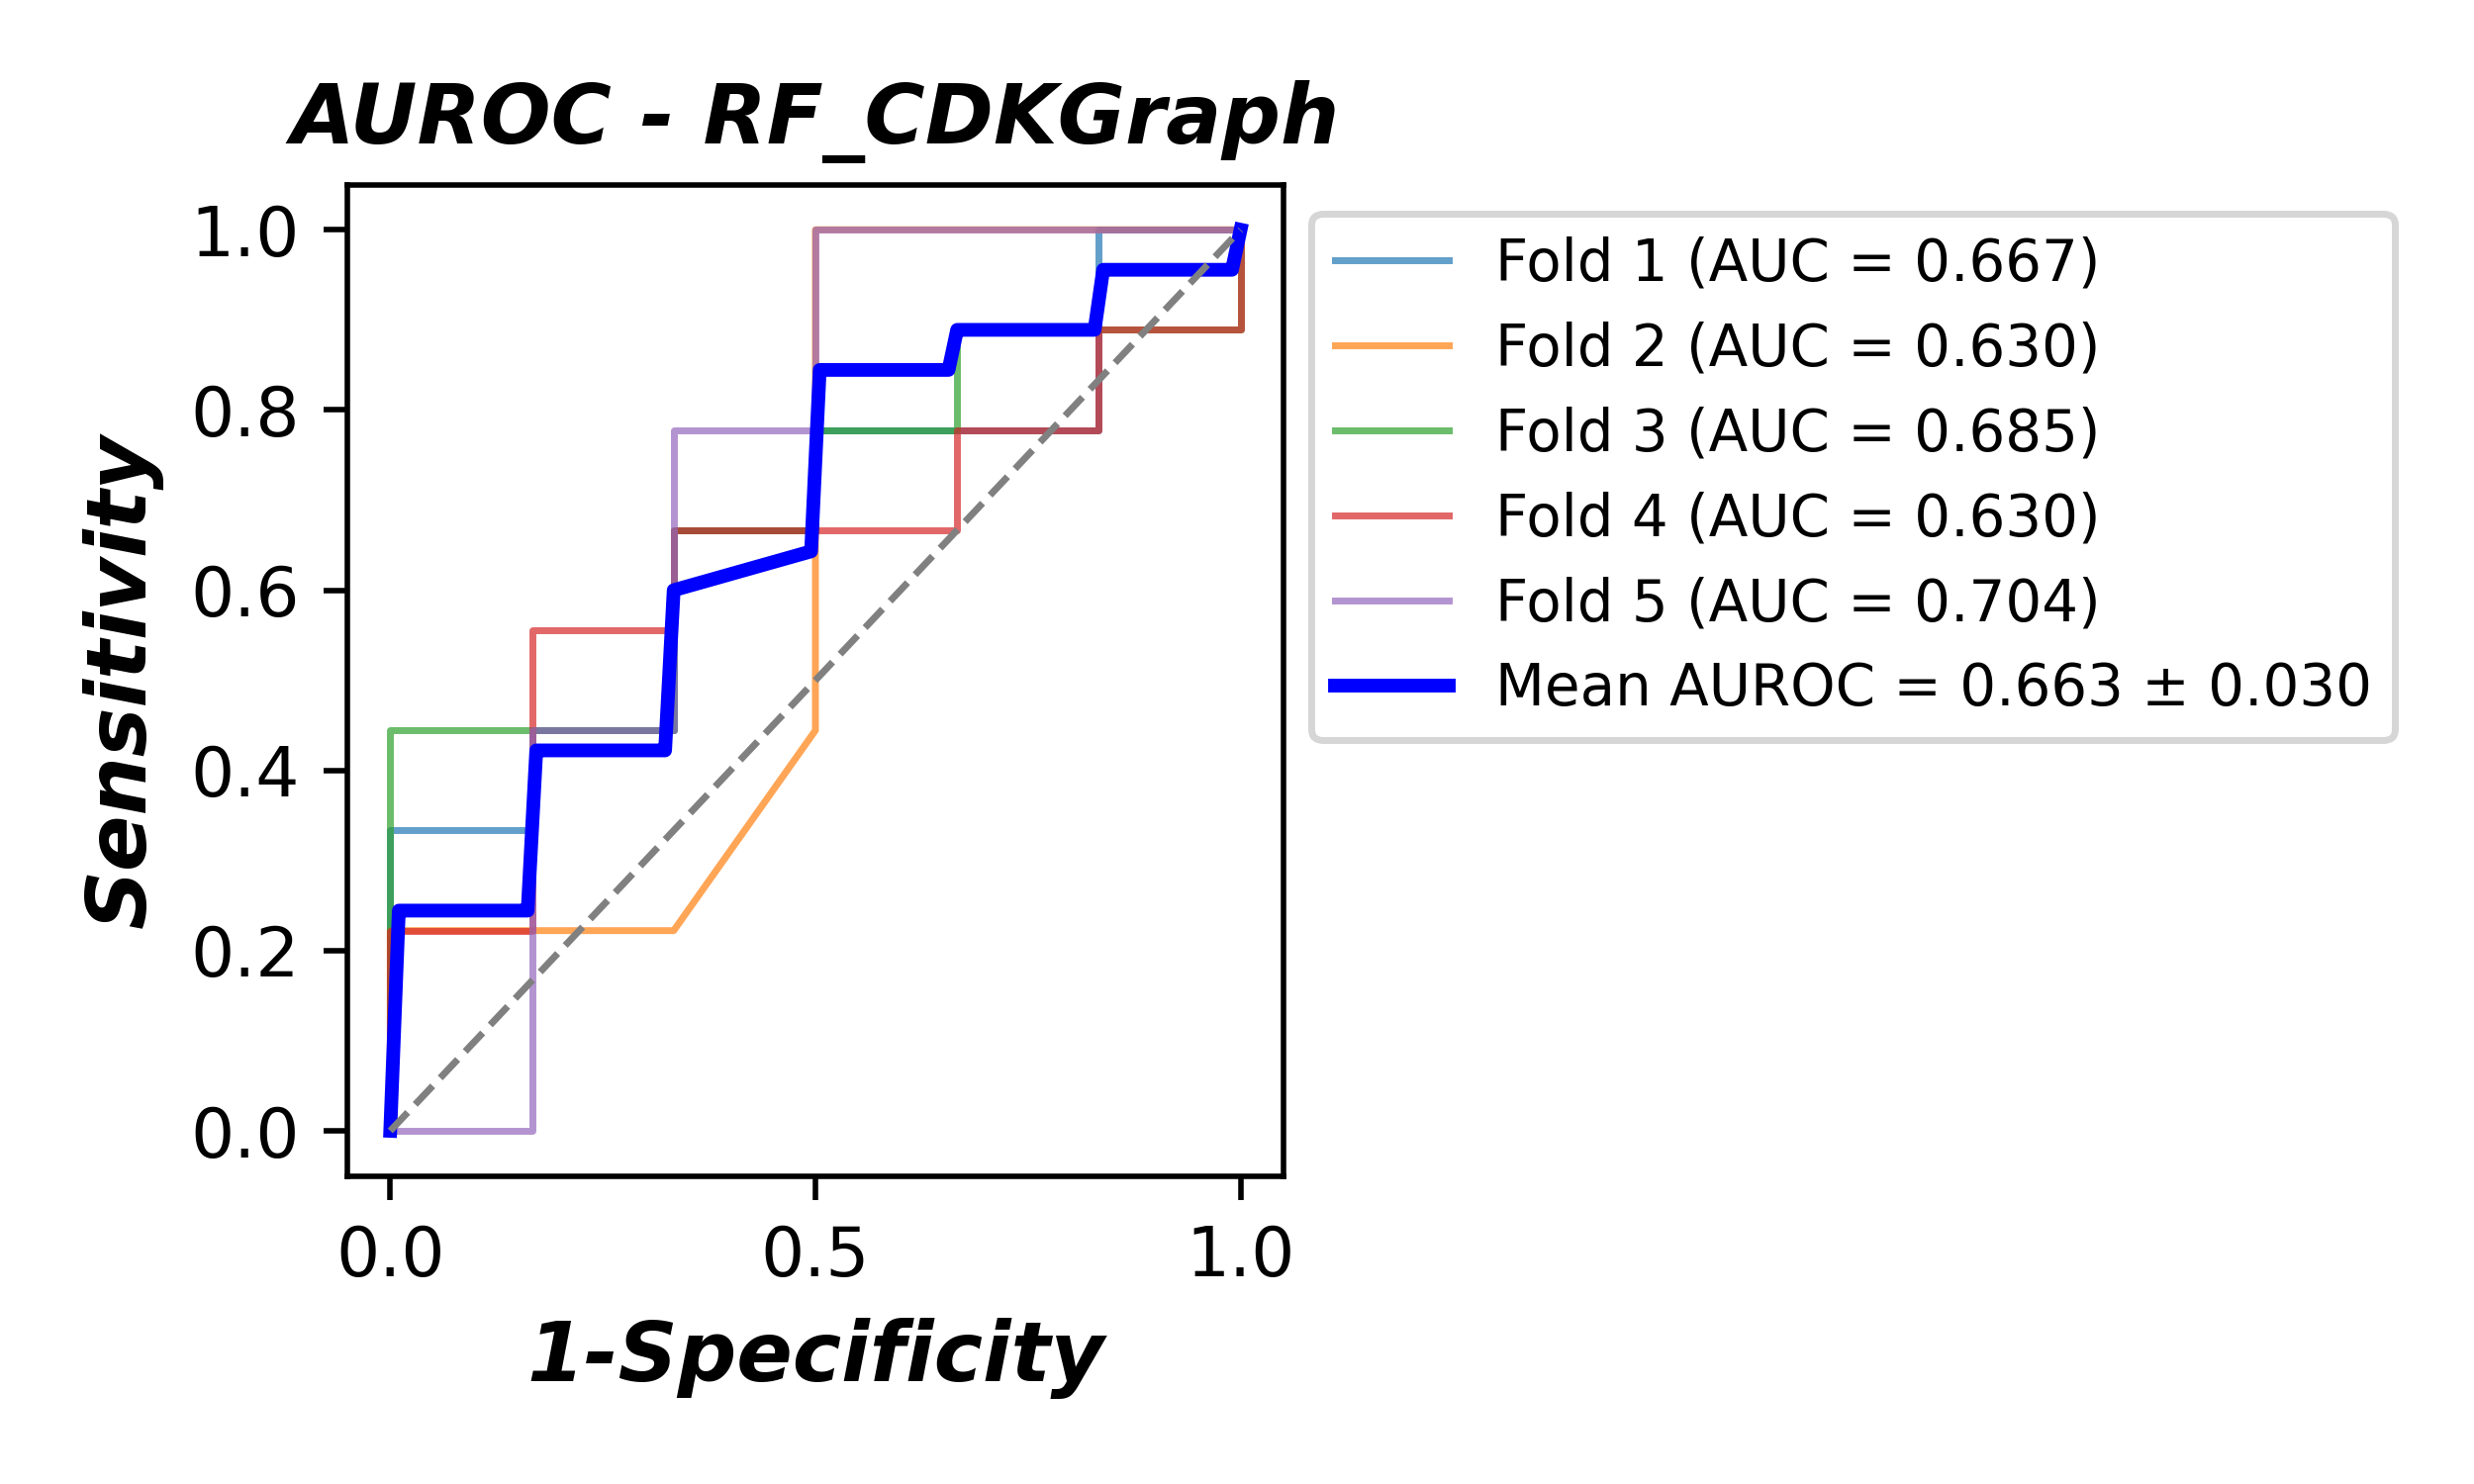 AUROC - RF_CDKGraph
Sensitivity
1.0
0.8
0.6
0.4
0.2
0.0
0.0 0.5 1.0
1-Specificity
Fold 1 (AUC = 0.667)
Fold 2 (AUC = 0.630)
Fold 3 (AUC = 0.685)
Fold 4 (AUC = 0.630)
Fold 5 (AUC = 0.704)
Mean AUROC = 0.663 ± 0.030